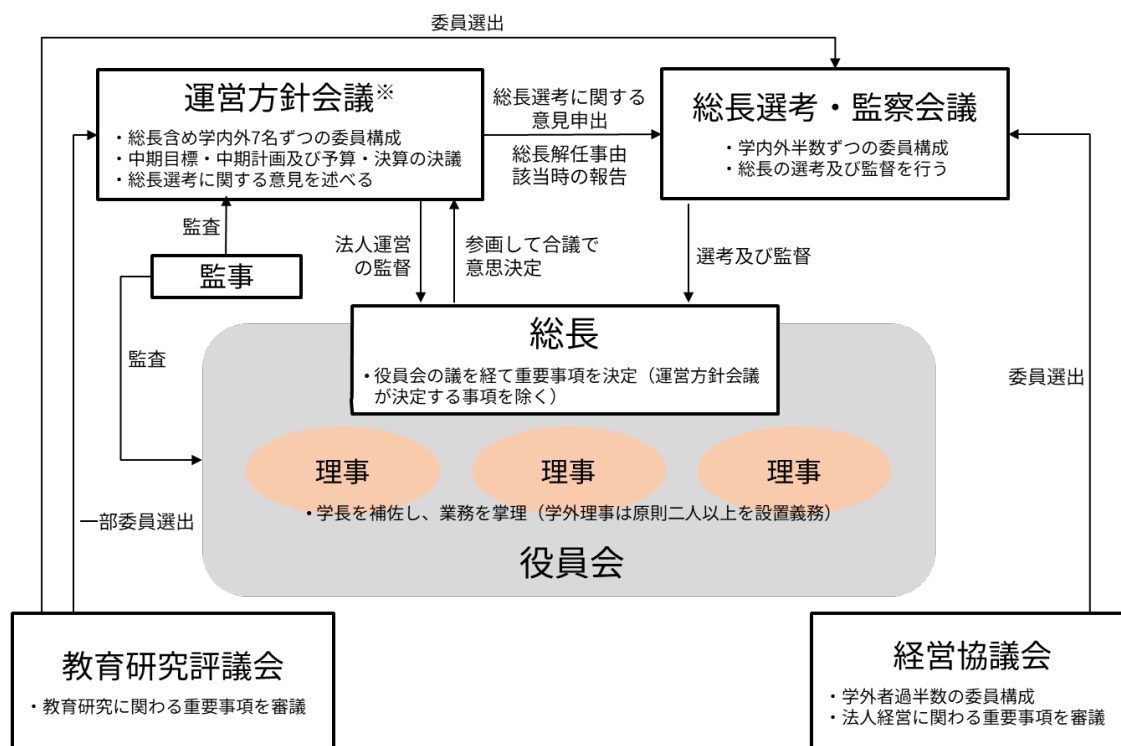 委員選出
運営方針会議※
・総長含め学内外7名ずつの委員構成
・中期目標・中期計画及び予算・決算の決議
・総長選考に関する意見を述べる
総長選考に関する
意見申出
総長解任事由
該当時の報告
総長選考・監察会議
・学内外半数ずつの委員構成
・総長の選考及び監督を行う
監査
監事
法人運営
の監督
参画して合議で
意思決定
選考及び監督
監査
総長
・役員会の議を経て重要事項を決定（運営方針会議
が決定する事項を除く）
委員選出
理事
理事
理事
・学長を補佐し、業務を掌理（学外理事は原則二人以上を設置義務）
一部委員選出
役員会
教育研究評議会
・教育研究に関わる重要事項を審議
経営協議会
・学外者過半数の委員構成
・法人経営に関わる重要事項を審議